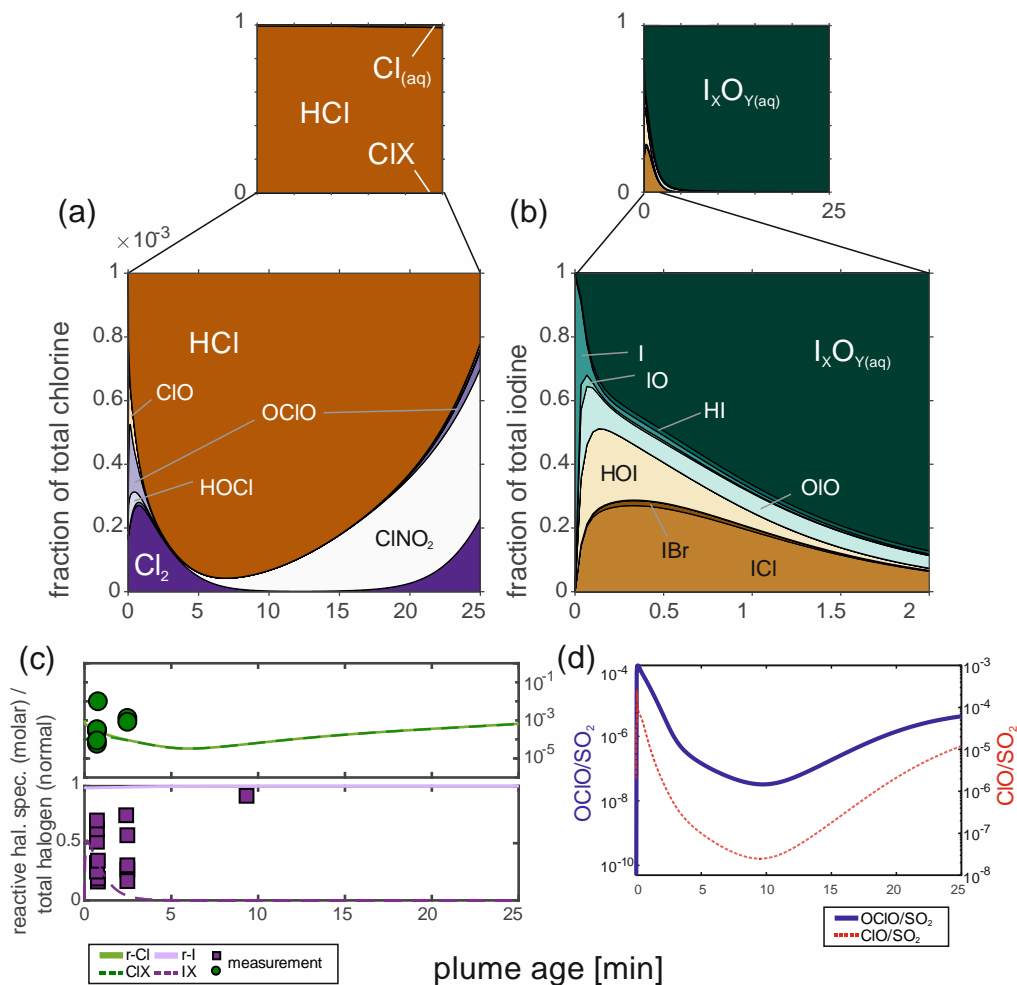 1
0
Cl(aq)
HCl
ClX
1
0
IXOY(aq)
0
25
(a)
(b)
× 10⁻³
fraction of total chlorine
1
0.8
0.6
0.4
0.2
0
HCl
ClO
OClO
HOCl
Cl₂
ClNO₂
0 5 10 15 20 25
fraction of total iodine
1
0.8
0.6
0.4
0.2
0
I
IO
IXOY(aq)
HI
HOI
OIO
IBr
ICl
0 0.5 1 1.5 2
(c)
reactive hal. spec. (molar) /
total halogen (normal)
10⁻¹
10⁻³
10⁻⁵
1
0.5
0
0 5 10 15 20 25
r-Cl r-I measurement
ClX IX
(d)
OClO/SO₂
10⁻⁴
10⁻⁶
10⁻⁸
10⁻¹⁰
10⁻³
10⁻⁴
10⁻⁵
10⁻⁶
10⁻⁷
10⁻⁸
ClO/SO₂
0 5 10 15 20 25
OClO/SO₂
ClO/SO₂
plume age [min]